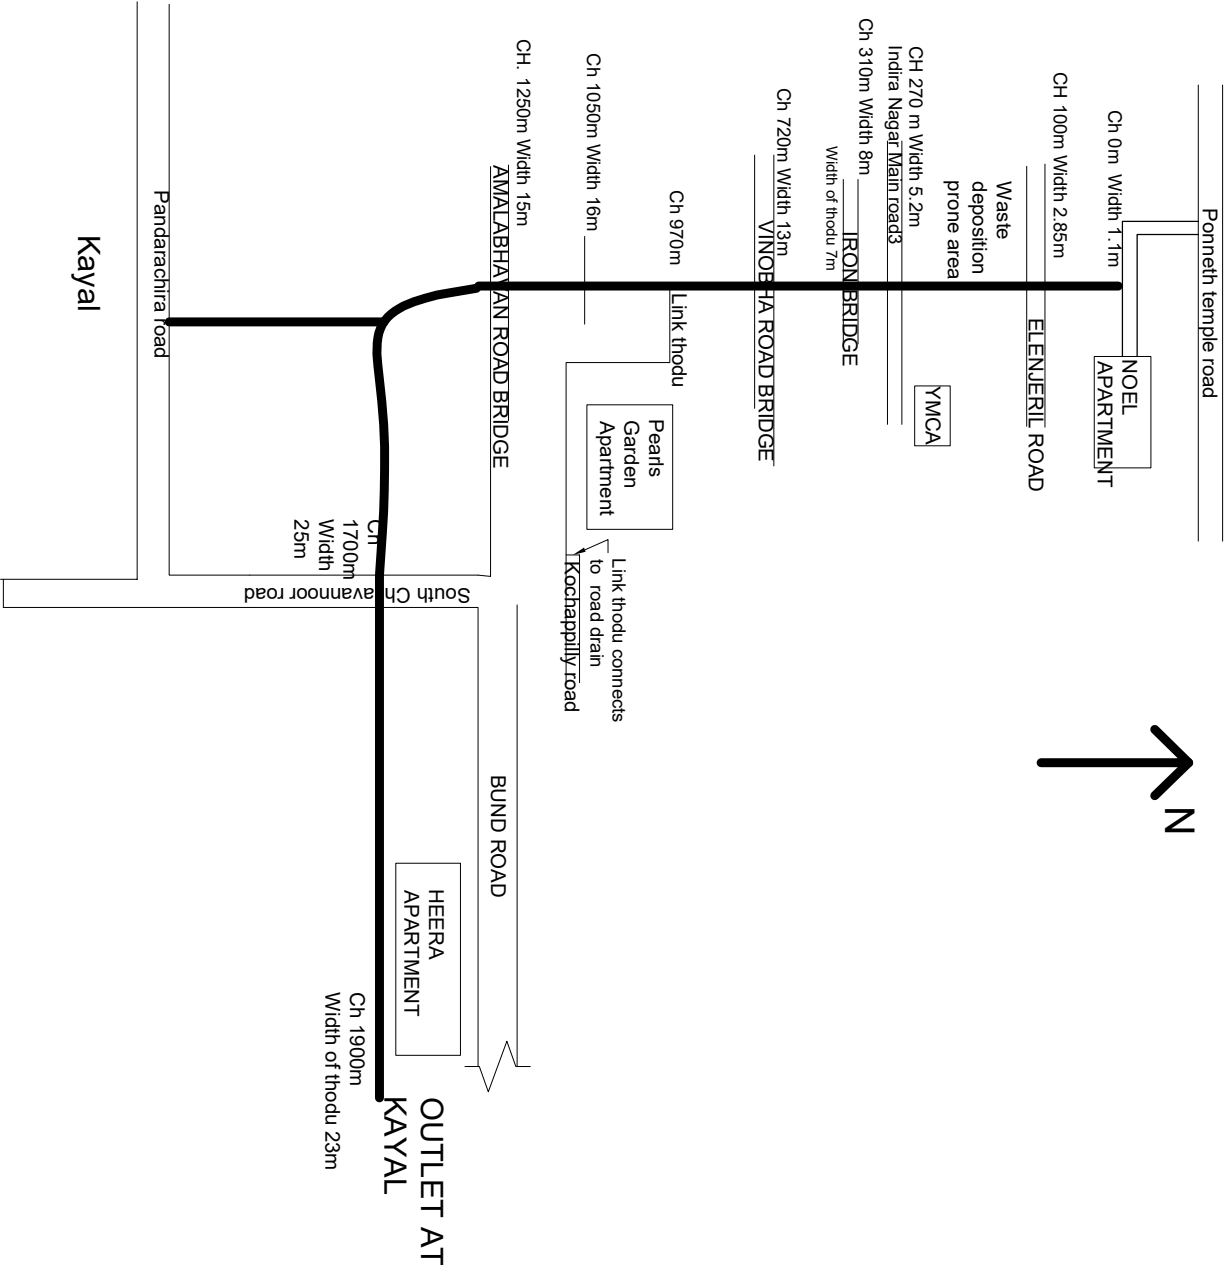 Ponneth temple road
Ch 0m Width 1.1m
NOEL
APARTMENT
CH 100m Width 2.85m
ELENJERIL ROAD
Waste
deposition
prone area
YMCA
CH 270 m Width 5.2m
Indira Nagar Main road3
Ch 310m Width 8m
IRON BRIDGE
Width of thodu 7m
Ch 720m Width 13m
VINOBHA ROAD BRIDGE
Ch 970m
Link thodu
Pearls
Garden
Apartment
Link thodu connects
to road drain
Kochappilly road
Ch 1050m Width 16m
CH. 1250m Width 15m
AMALABHAVAN ROAD BRIDGE
BUND ROAD
South Chilavannoor road
HEERA
APARTMENT
OUTLET AT
KAYAL
Ch
1700m
Width
25m
Ch 1900m
Width of thodu 23m
Pandarachira road
Kayal
N